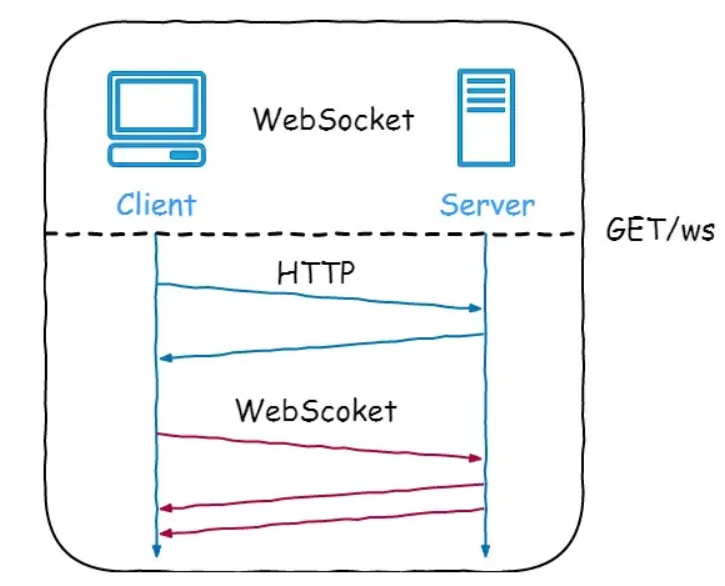 WebSocket
Client
Server
GET/ws
HTTP
WebScoket